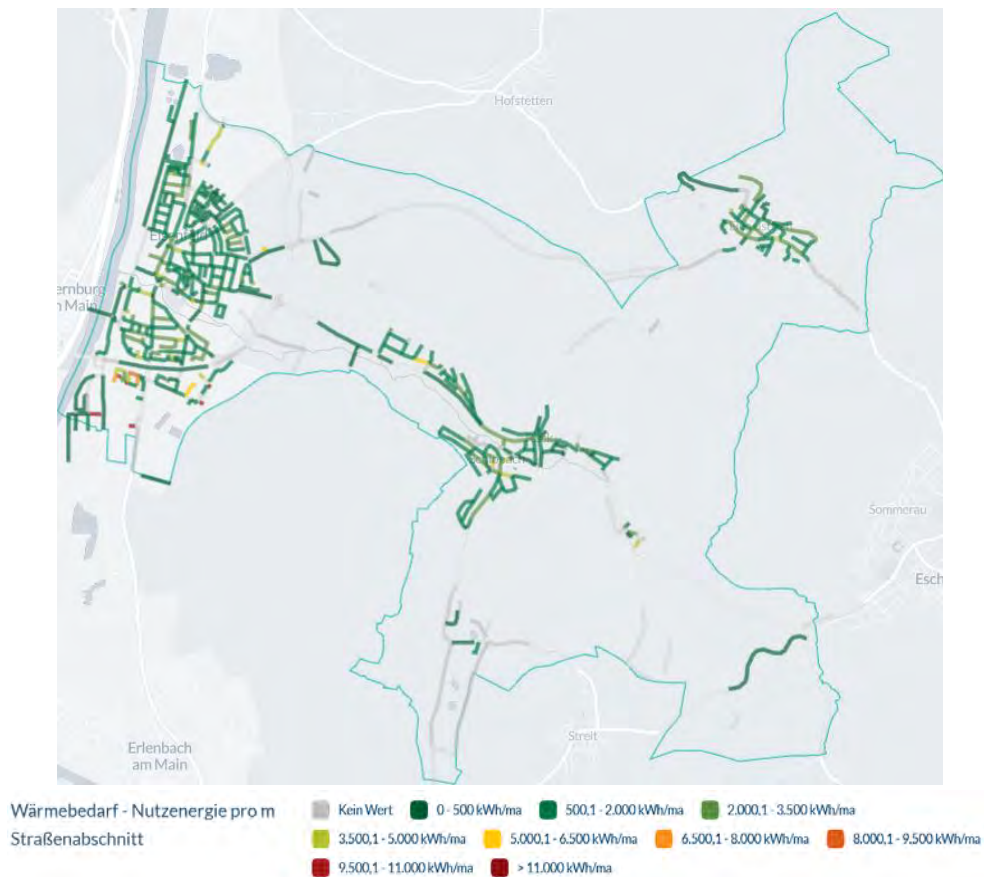 Hofstetten
ernburg
m Main
Sommerau
Esch
Streit
Erlenbach
am Main
Wärmebedarf - Nutzenergie pro m
Straßenabschnitt
Kein Wert
0 - 500 kWh/ma
500,1 - 2.000 kWh/ma
2.000,1 - 3.500 kWh/ma
3.500,1 - 5.000 kWh/ma
5.000,1 - 6.500 kWh/ma
6.500,1 - 8.000 kWh/ma
8.000,1 - 9.500 kWh/ma
9.500,1 - 11.000 kWh/ma
> 11.000 kWh/ma